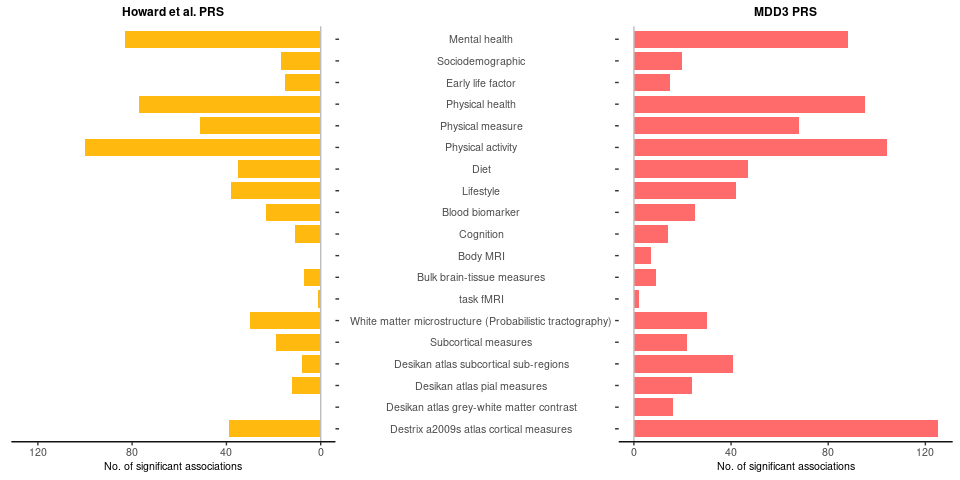 Howard et al. PRS
MDD3 PRS
Mental health
Sociodemographic
Early life factor
Physical health
Physical measure
Physical activity
Diet
Lifestyle
Blood biomarker
Cognition
Body MRI
Bulk brain-tissue measures
task fMRI
White matter microstructure (Probabilistic tractography)
Subcortical measures
Desikan atlas subcortical sub-regions
Desikan atlas pial measures
Desikan atlas grey-white matter contrast
Destrix a2009s atlas cortical measures
120 80 40 0
0 40 80 120
No. of significant associations
No. of significant associations